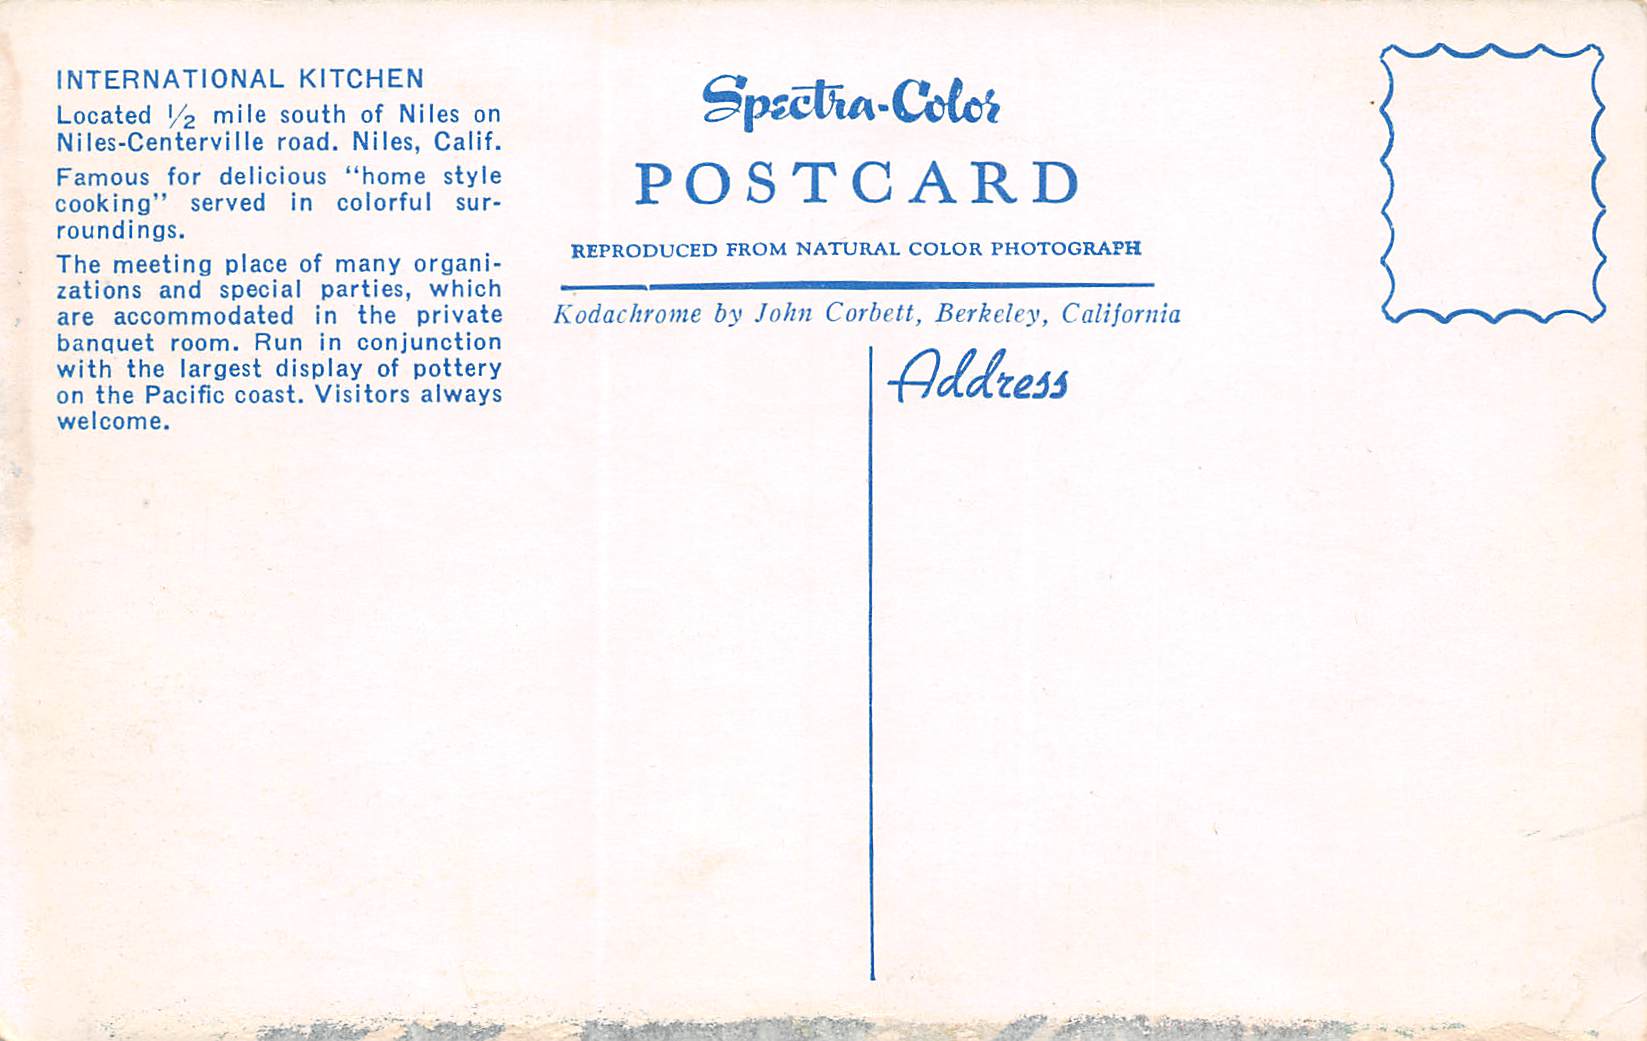 INTERNATIONAL KITCHEN
Located ½ mile south of Niles on
Niles-Centerville road. Niles, Calif.
Famous for delicious “home style
cooking” served in colorful sur-
roundings.
The meeting place of many organi-
zations and special parties, which
are accommodated in the private
banquet room. Run in conjunction
with the largest display of pottery
on the Pacific coast. Visitors always
welcome.
Spectra-Color
POSTCARD
REPRODUCED FROM NATURAL COLOR PHOTOGRAPH
Kodachrome by John Corbett, Berkeley, California
Address